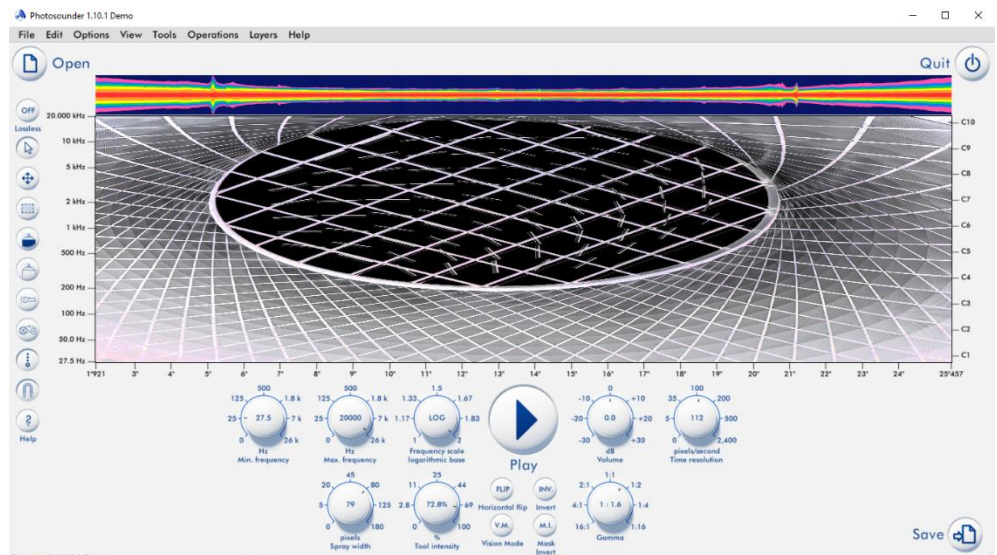 Photosounder 1.10.1 Demo
File Edit Options View Tools Operations Layers Help
Open
Quit
OFF
Lossless
20.000 kHz
10 kHz
5 kHz
2 kHz
1 kHz
500 Hz
200 Hz
100 Hz
50.0 Hz
27.5 Hz
C10
C9
C8
C7
C6
C5
C4
C3
C2
C1
1"921 3" 4" 5" 6" 7" 8" 9" 10" 11" 12" 13" 14" 15" 16" 17" 18" 19" 20" 21" 22" 23" 24" 25"457
?
Help
500
125 1.8 k
25 27.5 7 k
0 26 k
Hz
Min. frequency
500
125 1.8 k
25 20000 7 k
0 26 k
Hz
Max. frequency
1.5
1.33 1.67
1.17 LOG 1.83
1 2
Frequency scale
logarithmic base
Play
0
-10 +10
-20 0.0 +20
-30 +30
dB
Volume
100
35 200
5 112 500
0 2,400
pixels/second
Time resolution
45
20 80
5 79 125
0 180
pixels
Spray width
25
11 44
2.8 72.8% 69
0 100
%
Tool intensity
FLIP
Horizontal flip
INV.
Invert
V.M.
Vision Mode
M.I.
Mask
Invert
1:1
2:1 1:2
4:1 1 : 1.6 1:4
16:1 1:16
Gamma
Save